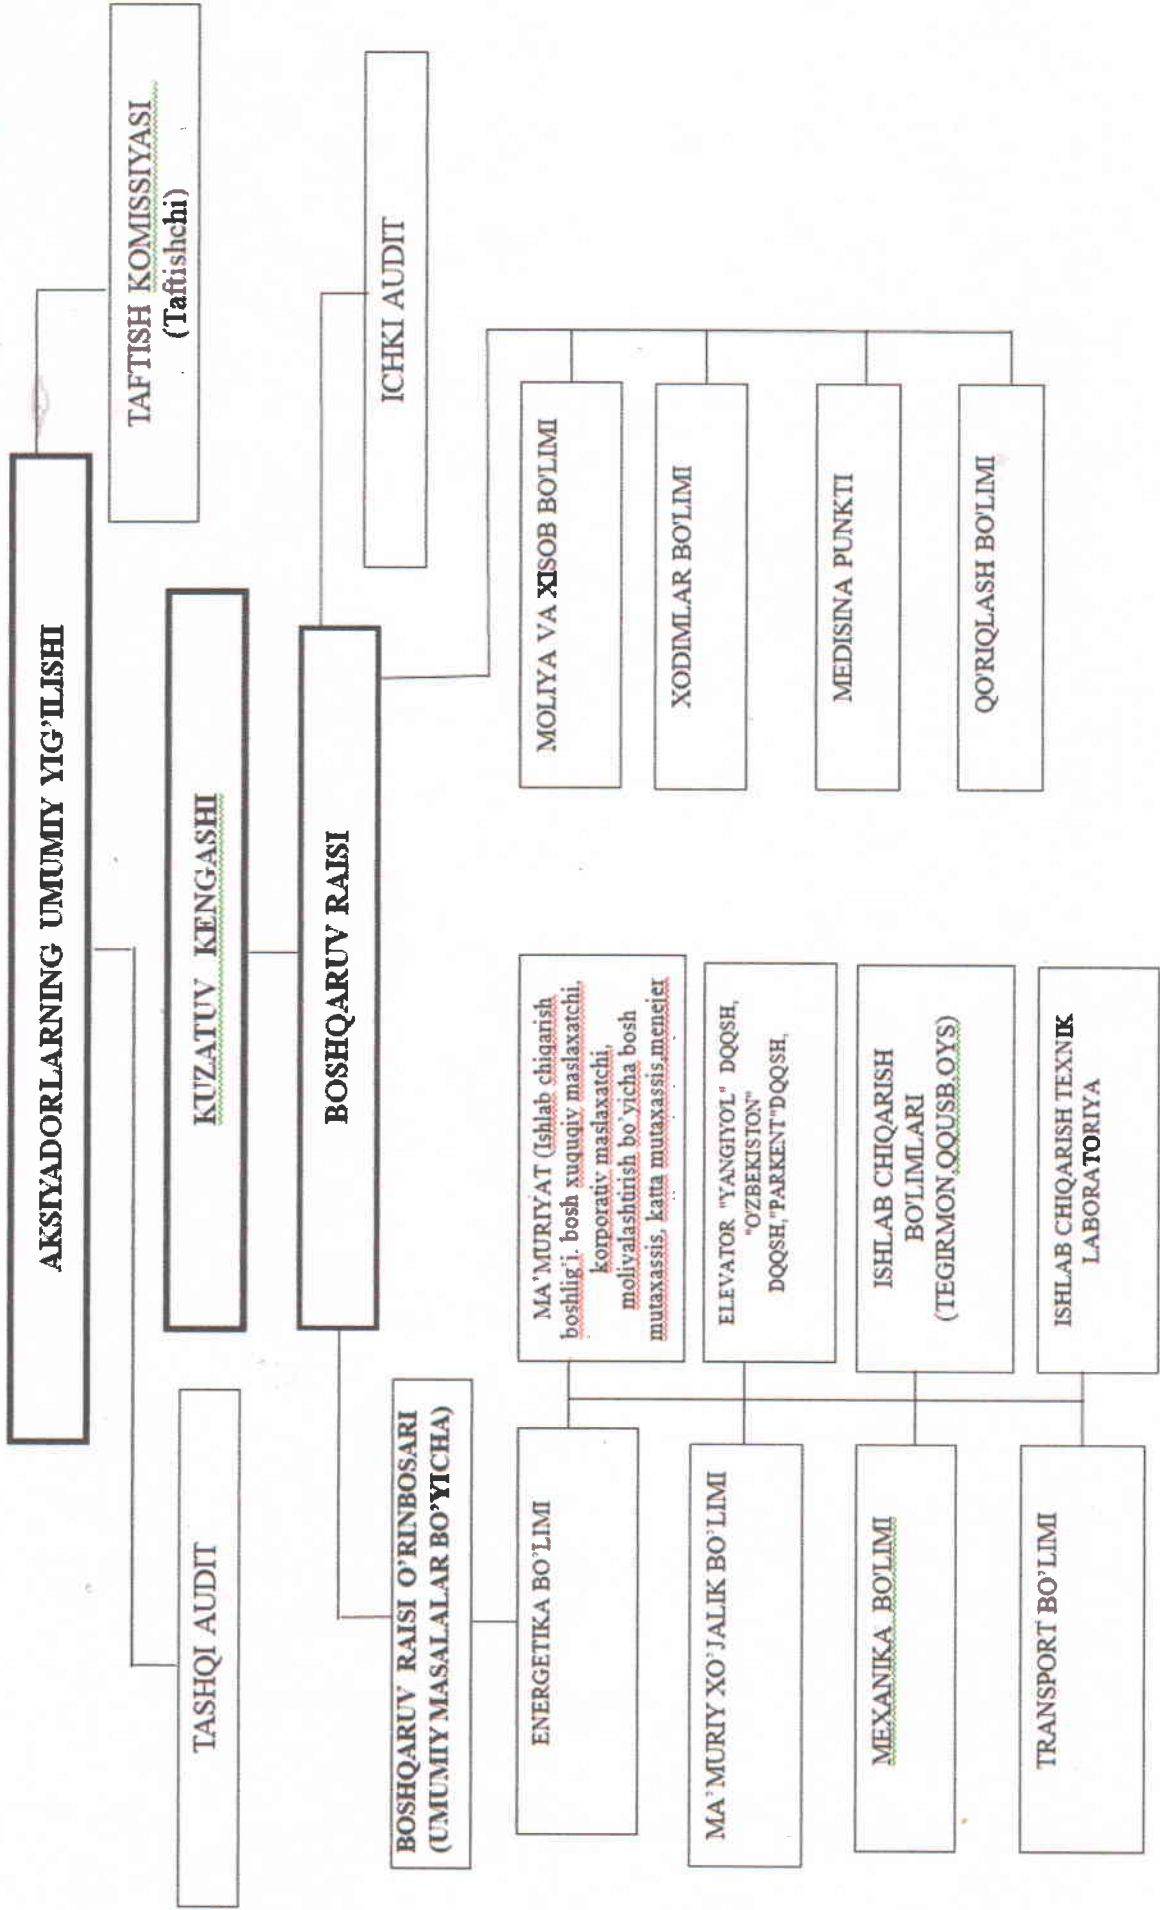 AKSIYADORLARNING UMUMIY YIG’ILISHI
TAFTISH KOMISSIYASI
(Taftishchi)
TASHQI AUDIT
KUZATUV KENGASHI
BOSHQARUV RAISI
ICHKI AUDIT
BOSHQARUV RAISI O’RINBOSARI
(UMUMIY MASALALAR BO’YICHA)
ENERGETIKA BO’LIMI
MA’MURIY XO’JALIK BO’LIMI
MEXANIKA BO'LIMI
TRANSPORT BO’LIMI
MA’MURIYAT (Ishlab chiqarish
boshlig'i. bosh xuquqiy maslaxatchi,
korporativ maslaxatchi,
moliyalashtirish bo’yicha bosh
mutaxassis, katta mutaxassis,menejer
ELEVATOR "YANGIYO'L" DQQSH,
"O'ZBEKISTON"
DQQSH,"PARKENT"DQQSH,
ISHLAB CHIQARISH
BO'LIMLARI
(TEGIRMON,QQUSB,OYS)
ISHLAB CHIQARISH TEXNIK
LABORATORIYA
MOLIYA VA XISOB BO'LIMI
XODIMLAR BO'LIMI
MEDISINA PUNKTI
QO'RIQLASH BO'LIMI